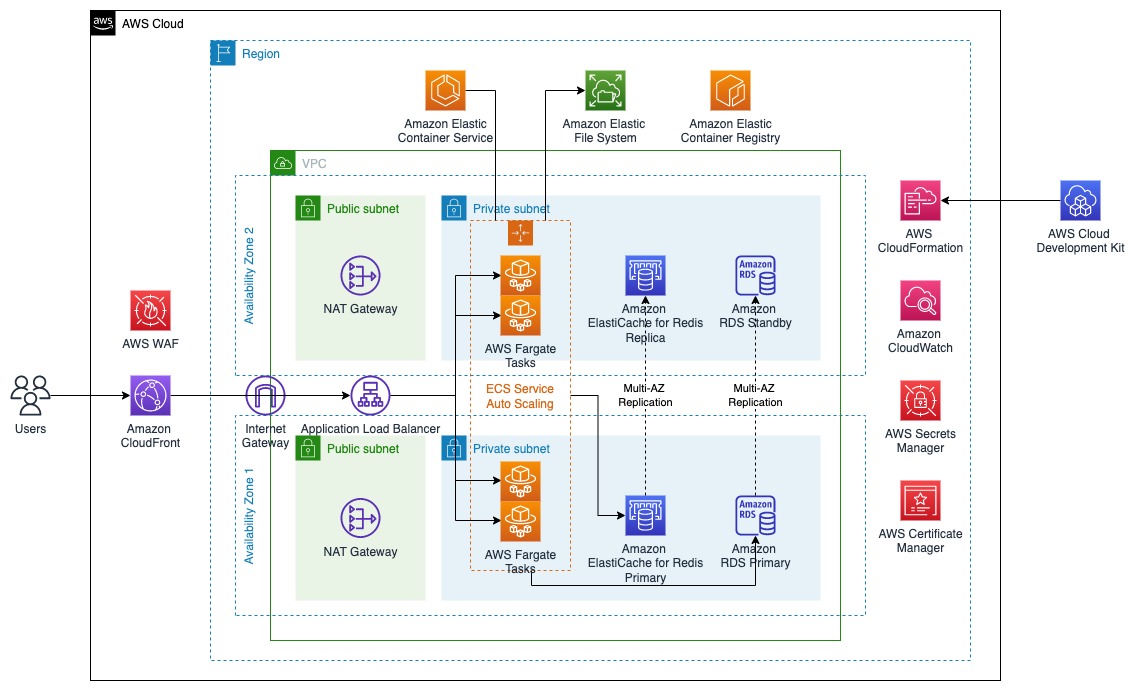 aws
AWS Cloud
Region
Amazon Elastic
Container Service
Amazon Elastic
File System
Amazon Elastic
Container Registry
VPC
Availability Zone 2
Public subnet
NAT Gateway
Private subnet
AWS Fargate
Tasks
Amazon
ElastiCache for Redis
Replica
Amazon
RDS
Amazon
RDS Standby
AWS
CloudFormation
AWS Cloud
Development Kit
Amazon
CloudWatch
AWS WAF
Users
Amazon
CloudFront
Internet
Gateway
Application Load Balancer
ECS Service
Auto Scaling
Multi-AZ
Replication
Multi-AZ
Replication
AWS Secrets
Manager
Availability Zone 1
Public subnet
NAT Gateway
Private subnet
AWS Fargate
Tasks
Amazon
ElastiCache for Redis
Primary
Amazon
RDS
Amazon
RDS Primary
AWS Certificate
Manager